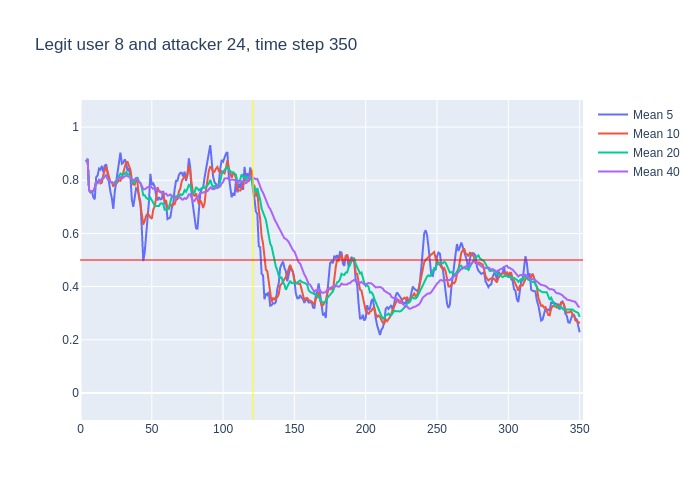 Legit user 8 and attacker 24, time step 350
Mean 5
Mean 10
Mean 20
Mean 40
1
0.8
0.6
0.4
0.2
0
0 50 100 150 200 250 300 350